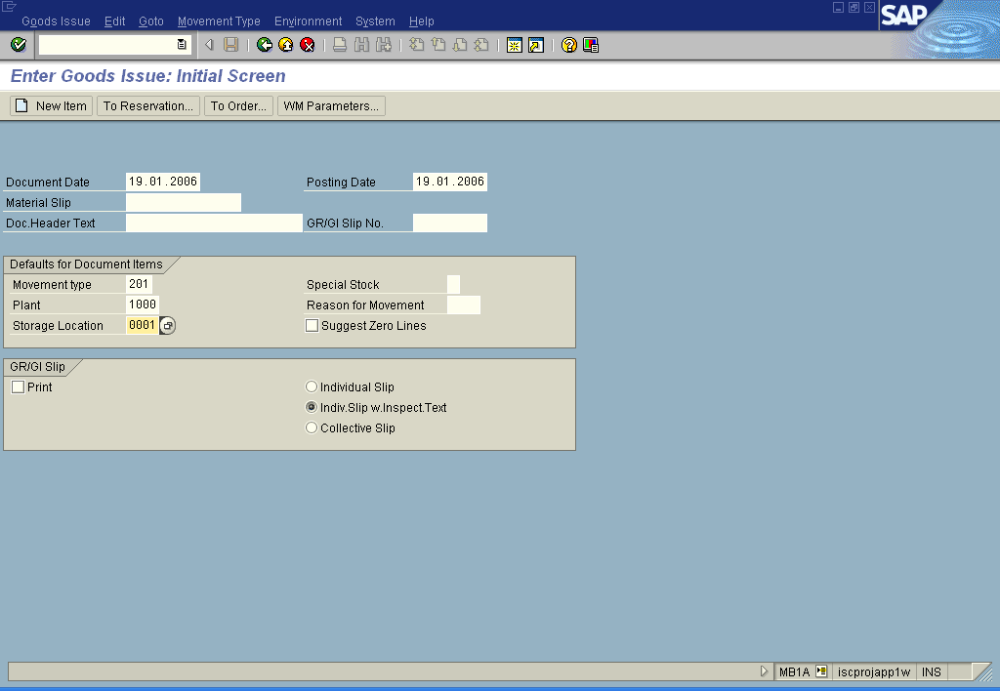 Goods Issue Edit Goto Movement Type Environment System Help
SAP
Enter Goods Issue: Initial Screen
New Item To Reservation... To Order... WM Parameters...
Document Date 19.01.2006 Posting Date 19.01.2006
Material Slip
Doc.Header Text GR/GI Slip No.
Defaults for Document Items
Movement type 201 Special Stock
Plant 1000 Reason for Movement
Storage Location 0001 Suggest Zero Lines
GR/GI Slip
Print Individual Slip
Indiv.Slip w.Inspect.Text
Collective Slip
MB1A iscprojapp1w INS